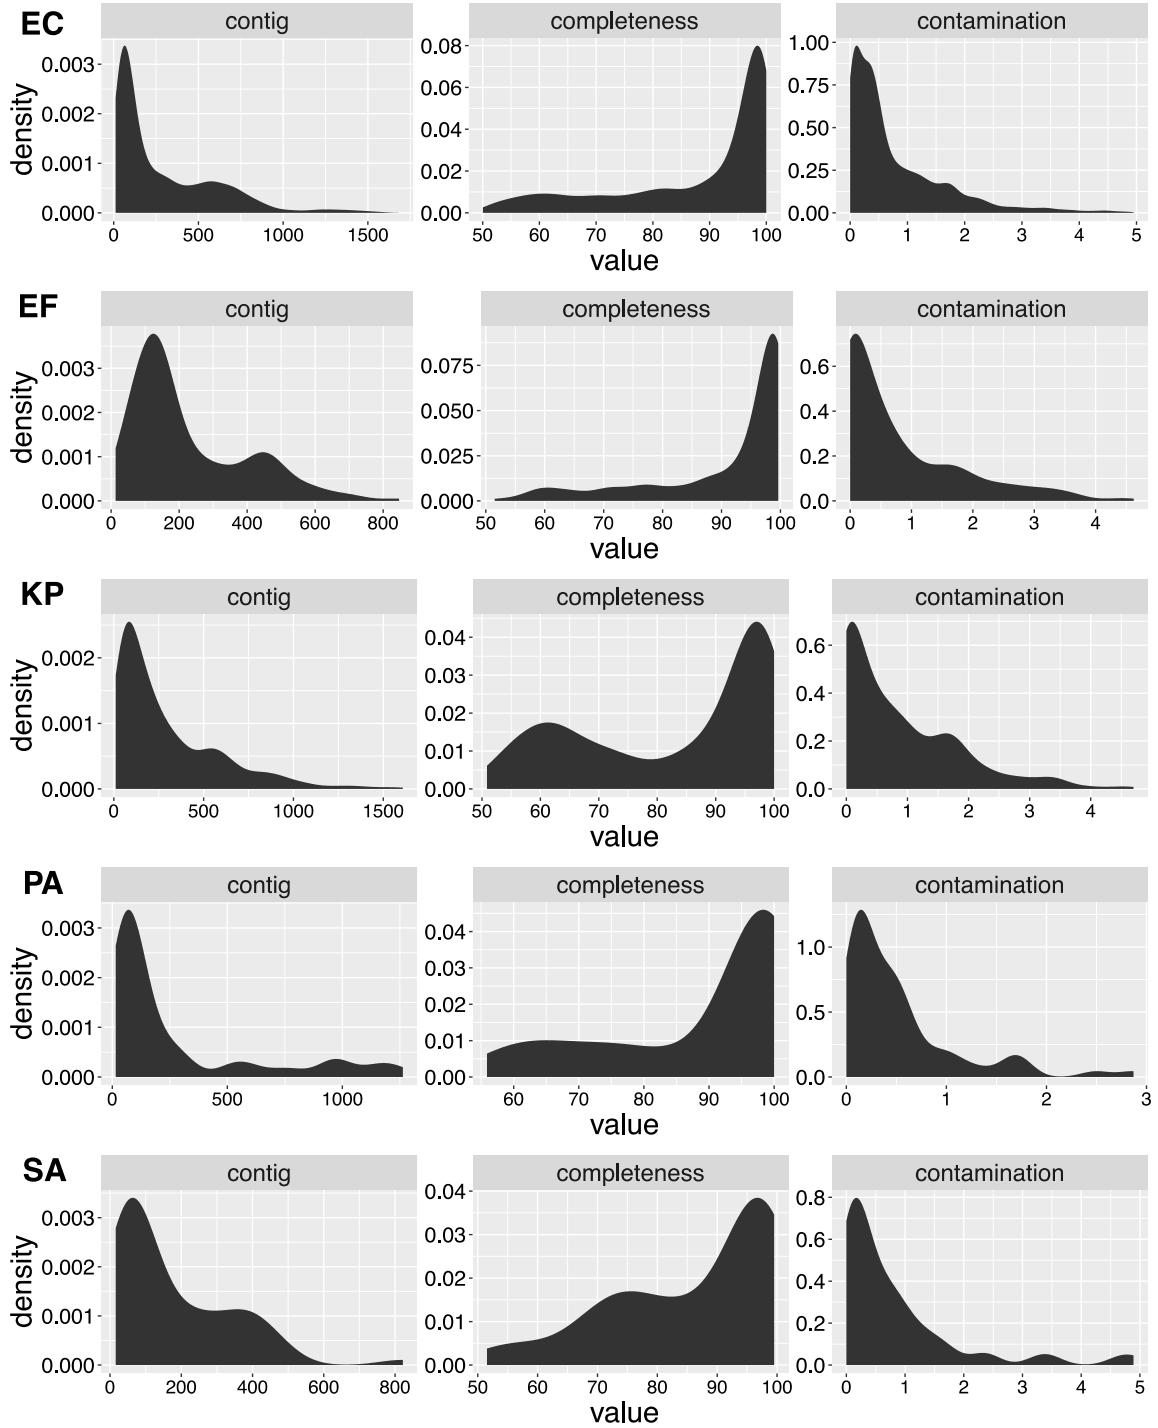 EC
contig completeness contamination
density
0.003 0.002 0.001 0.000
0.08 0.06 0.04 0.02 0.00
1.00 0.75 0.50 0.25 0.00
0 500 1000 1500 50 60 70 80 90 100 0 1 2 3 4 5
value
EF
contig completeness contamination
density
0.003 0.002 0.001 0.000
0.075 0.050 0.025 0.000
0.6 0.4 0.2 0.0
0 200 400 600 800 50 60 70 80 90 100 0 1 2 3 4
value
KP
contig completeness contamination
density
0.002 0.001 0.000
0.04 0.03 0.02 0.01 0.00
0.6 0.4 0.2 0.0
0 500 1000 1500 50 60 70 80 90 100 0 1 2 3 4
value
PA
contig completeness contamination
density
0.003 0.002 0.001 0.000
0.04 0.03 0.02 0.01 0.00
1.0 0.5 0.0
0 500 1000 60 70 80 90 100 0 1 2 3
value
SA
contig completeness contamination
density
0.003 0.002 0.001 0.000
0.04 0.03 0.02 0.01 0.00
0.8 0.6 0.4 0.2 0.0
0 200 400 600 800 50 60 70 80 90 100 0 1 2 3 4 5
value